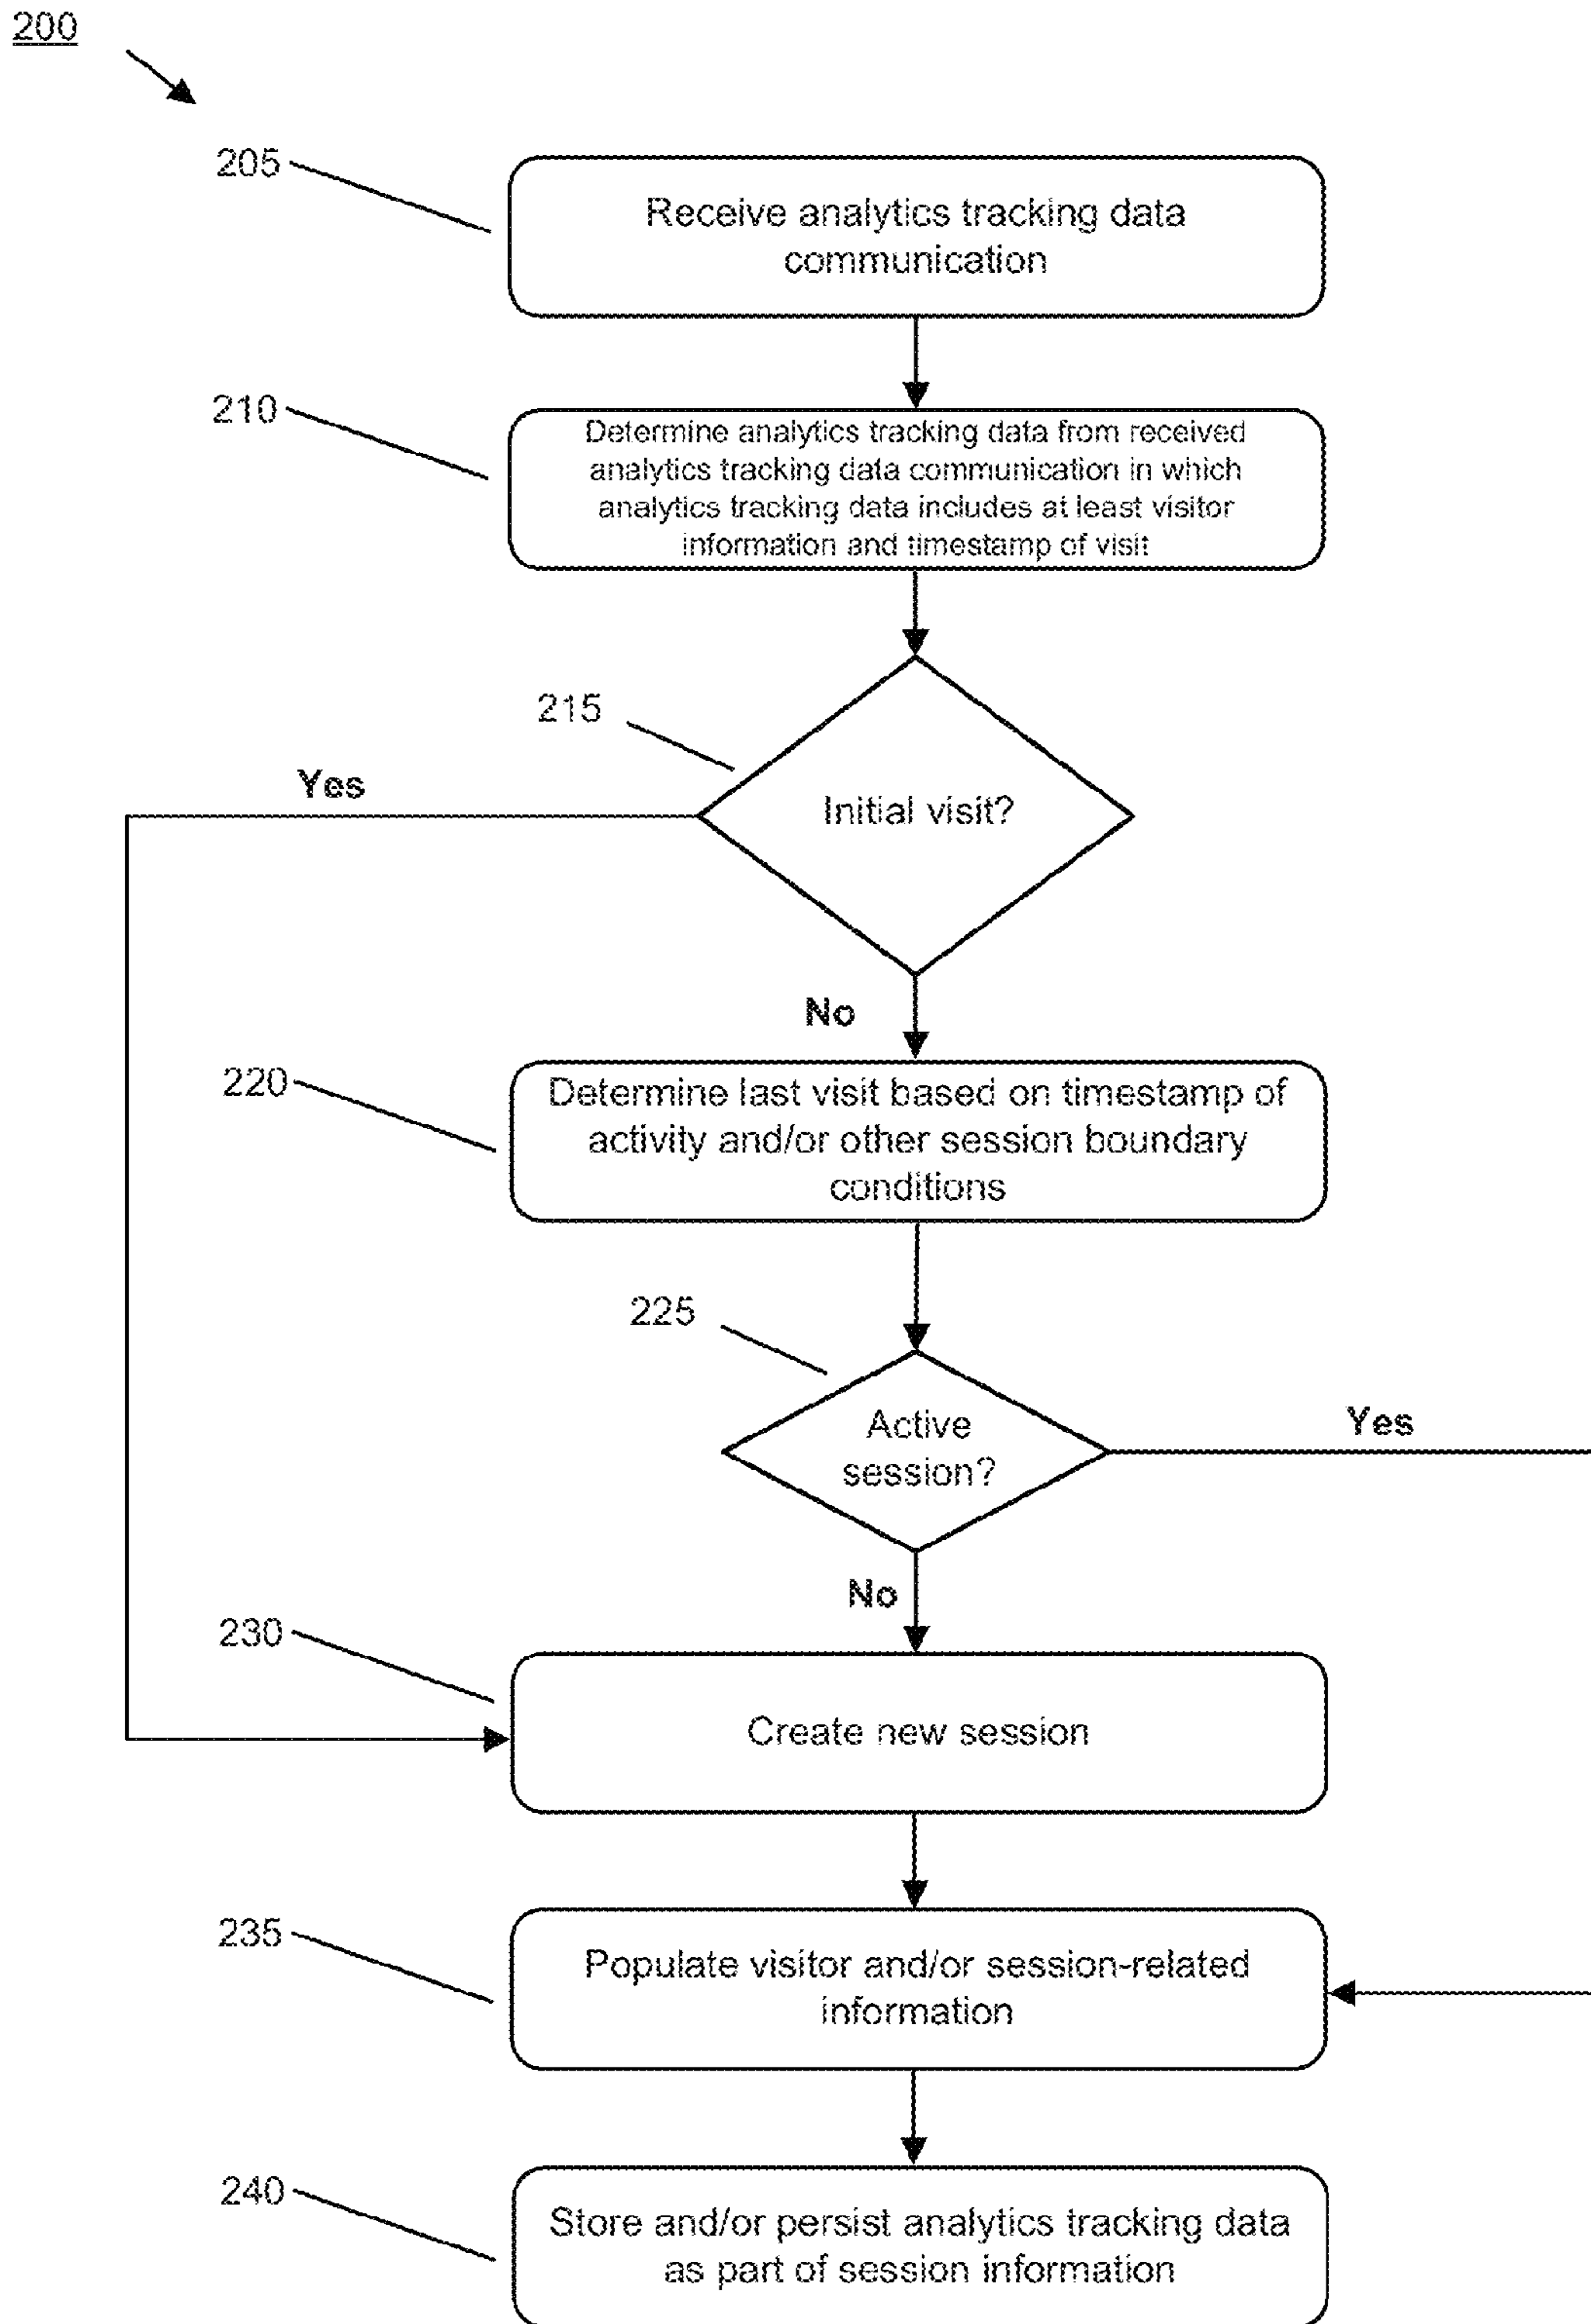 200
205
Receive analytics tracking data
communication
210
Determine analytics tracking data from received
analytics tracking data communication in which
analytics tracking data includes at least visitor
information and timestamp of visit
215
Yes
Initial visit?
No
220
Determine last visit based on timestamp of
activity and/or other session boundary
conditions
225
Active
session?
Yes
No
230
Create new session
235
Populate visitor and/or session-related
information
240
Store and/or persist analytics tracking data
as part of session information